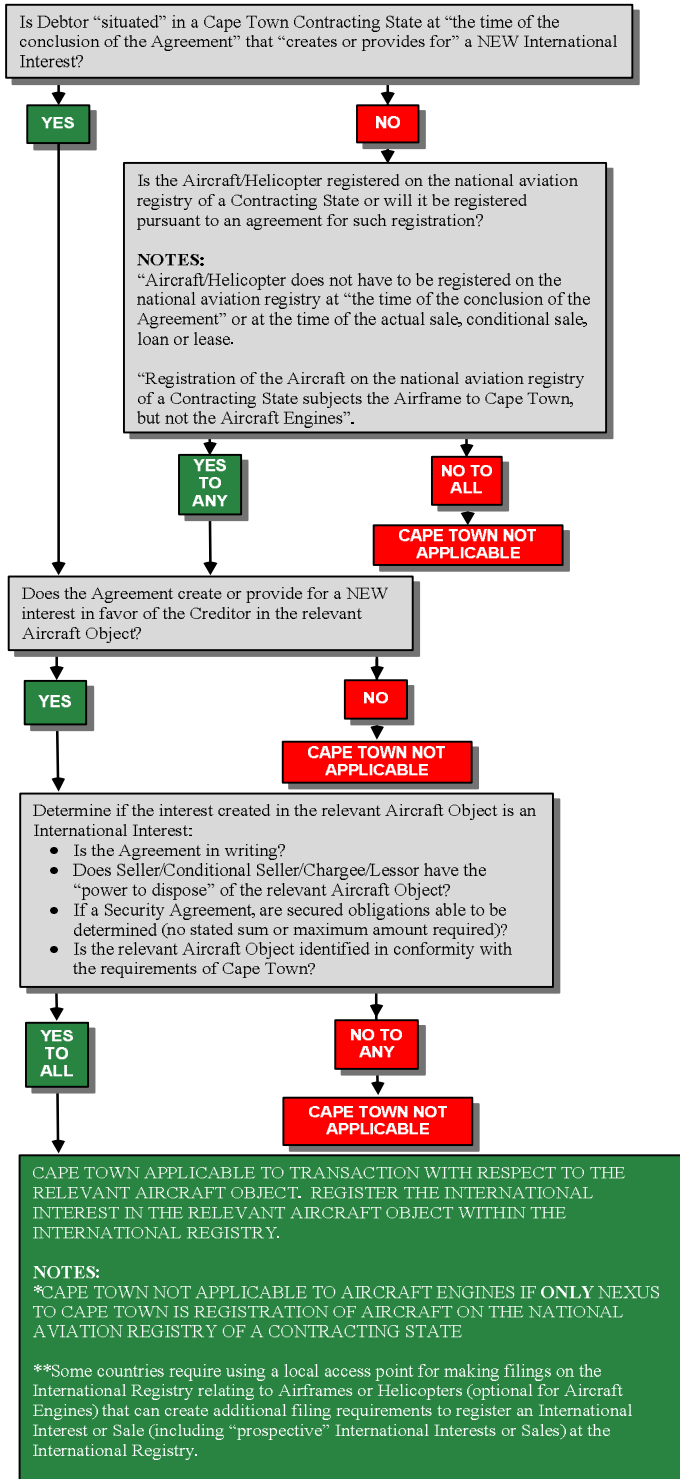 Is Debtor “situated” in a Cape Town Contracting State at “the time of the
conclusion of the Agreement” that “creates or provides for” a NEW International
Interest?
YES
NO
Is the Aircraft/Helicopter registered on the national aviation
registry of a Contracting State or will it be registered
pursuant to an agreement for such registration?
NOTES:
“Aircraft/Helicopter does not have to be registered on the
national aviation registry at “the time of the conclusion of the
Agreement” or at the time of the actual sale, conditional sale,
loan or lease.
“Registration of the Aircraft on the national aviation registry
of a Contracting State subjects the Airframe to Cape Town,
but not the Aircraft Engines”.
YES
TO
ANY
NO TO
ALL
CAPE TOWN NOT
APPLICABLE
Does the Agreement create or provide for a NEW
interest in favor of the Creditor in the relevant
Aircraft Object?
YES
NO
CAPE TOWN NOT
APPLICABLE
Determine if the interest created in the relevant Aircraft Object is an
International Interest:
● Is the Agreement in writing?
● Does Seller/Conditional Seller/Chargee/Lessor have the
“power to dispose” of the relevant Aircraft Object?
● If a Security Agreement, are secured obligations able to be
determined (no stated sum or maximum amount required)?
● Is the relevant Aircraft Object identified in conformity with
the requirements of Cape Town?
YES
TO
ALL
NO TO
ANY
CAPE TOWN NOT
APPLICABLE
CAPE TOWN APPLICABLE TO TRANSACTION WITH RESPECT TO THE
RELEVANT AIRCRAFT OBJECT. REGISTER THE INTERNATIONAL
INTEREST IN THE RELEVANT AIRCRAFT OBJECT WITHIN THE
INTERNATIONAL REGISTRY.
NOTES:
*CAPE TOWN NOT APPLICABLE TO AIRCRAFT ENGINES IF ONLY NEXUS
TO CAPE TOWN IS REGISTRATION OF AIRCRAFT ON THE NATIONAL
AVIATION REGISTRY OF A CONTRACTING STATE
**Some countries require using a local access point for making filings on the
International Registry relating to Airframes or Helicopters (optional for Aircraft
Engines) that can create additional filing requirements to register an International
Interest or Sale (including “prospective” International Interests or Sales) at the
International Registry.